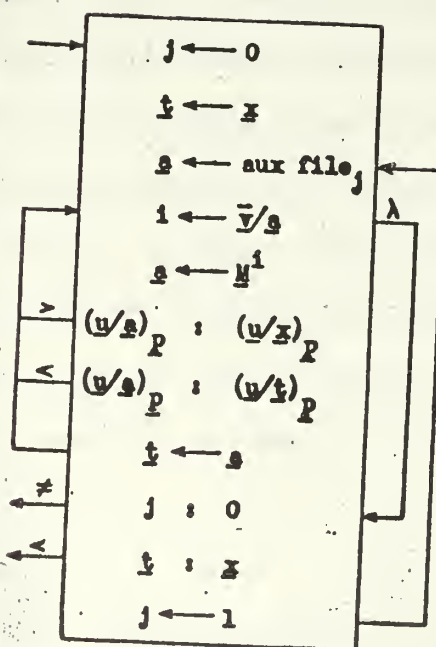 j ← 0
t ← x
a ← aux file_j
λ
i ← v̄/a
a ← M^i
> (u/a)_p : (u/x)_p
< (u/a)_p : (u/t)_p
t ← a
≠ j : 0
< t : x
j ← 1